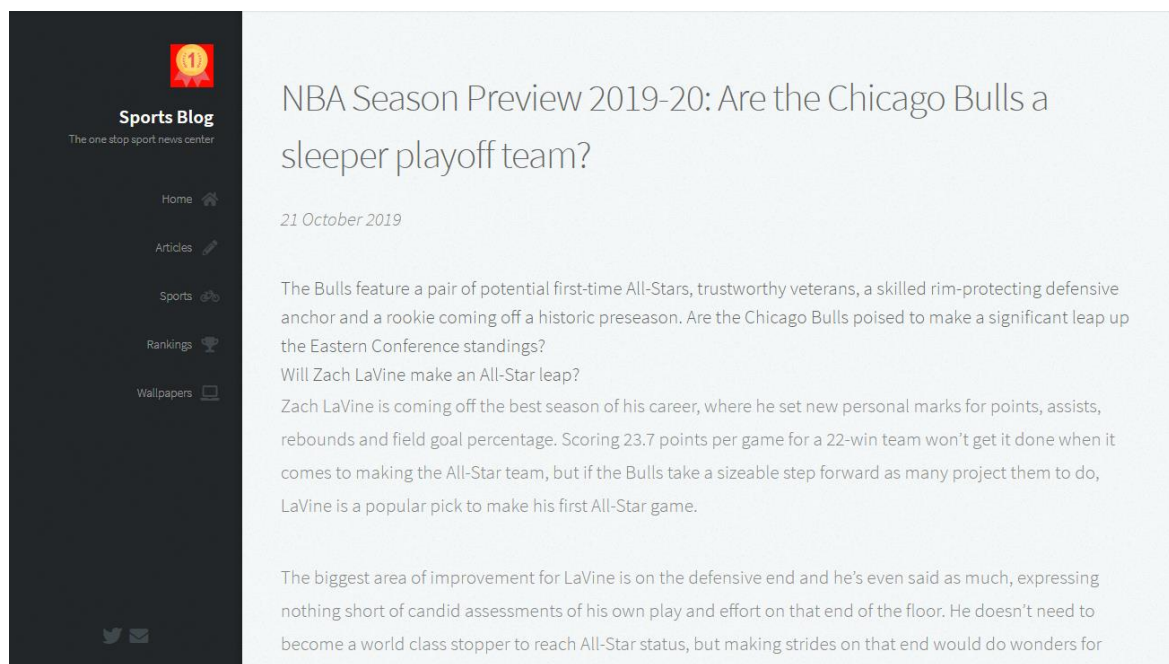 1
Sports Blog
The one stop sport news center
Home
Articles
Sports
Rankings
Wallpapers
NBA Season Preview 2019-20: Are the Chicago Bulls a
sleeper playoff team?
21 October 2019
The Bulls feature a pair of potential first-time All-Stars, trustworthy veterans, a skilled rim-protecting defensive
anchor and a rookie coming off a historic preseason. Are the Chicago Bulls poised to make a significant leap up
the Eastern Conference standings?
Will Zach LaVine make an All-Star leap?
Zach LaVine is coming off the best season of his career, where he set new personal marks for points, assists,
rebounds and field goal percentage. Scoring 23.7 points per game for a 22-win team won't get it done when it
comes to making the All-Star team, but if the Bulls take a sizeable step forward as many project them to do,
LaVine is a popular pick to make his first All-Star game.
The biggest area of improvement for LaVine is on the defensive end and he's even said as much, expressing
nothing short of candid assessments of his own play and effort on that end of the floor. He doesn't need to
become a world class stopper to reach All-Star status, but making strides on that end would do wonders for